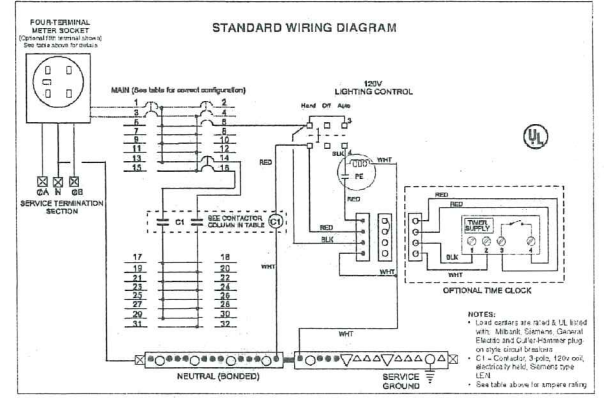 STANDARD WIRING DIAGRAM
FOUR-TERMINAL
METER SOCKET
(Optional fifth terminal shown)
See table above for details
MAIN (See table for correct configuration)
1 2
3 4
5 6
7 8
9 10
11 12
13 14
15 16
120V
LIGHTING CONTROL
Hand Off Auto
BLK
PE
WHT
RED
RED
RED
BLK
WHT
UL
ØA N ØB
SERVICE TERMINATION
SECTION
C1
SEE CONTACTOR
COLUMN IN TABLE
C1
WHT
17 18
19 20
21 22
23 24
25 26
27 28
29 30
31 32
RED
RED
TIMER
SUPPLY
1 2 3 4
BLK
WHT
OPTIONAL TIME CLOCK
WHT
NEUTRAL (BONDED)
SERVICE
GROUND
NOTES:
• Load centers are rated & UL listed
with: Milbank, Siemens, General
Electric and Cutler-Hammer plug-
on style circuit breakers
• C1 - Contactor, 3-pole, 120v coil,
electrically held, Siemens type
LEN
• See table above for ampere rating